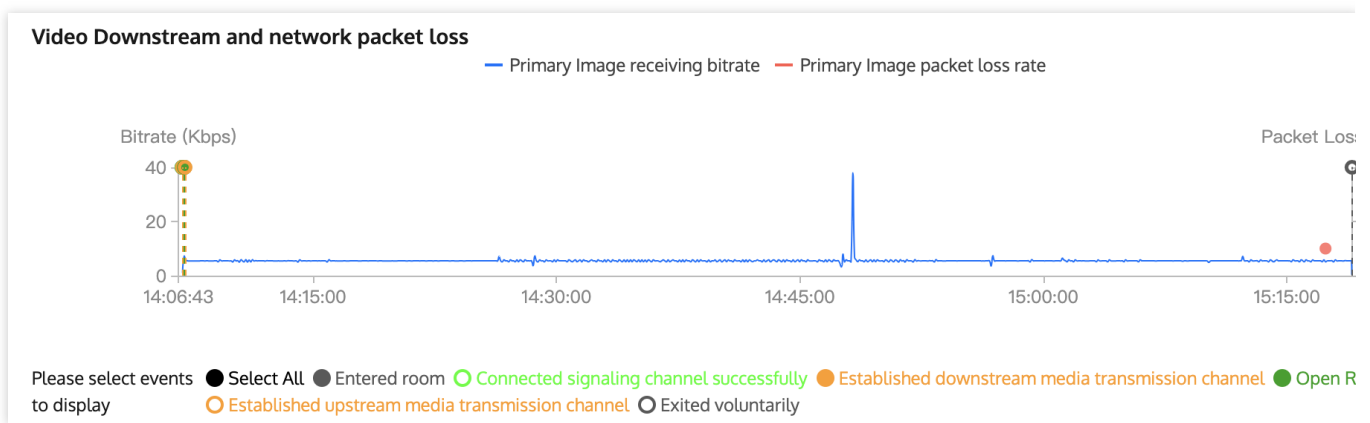 Video Downstream and network packet loss
Primary Image receiving bitrate Primary Image packet loss rate
Bitrate (Kbps) Packet Los
40
20
0
14:06:43 14:15:00 14:30:00 14:45:00 15:00:00 15:15:00
Please select events Select All Entered room Connected signaling channel successfully Established downstream media transmission channel Open R
to display Established upstream media transmission channel Exited voluntarily